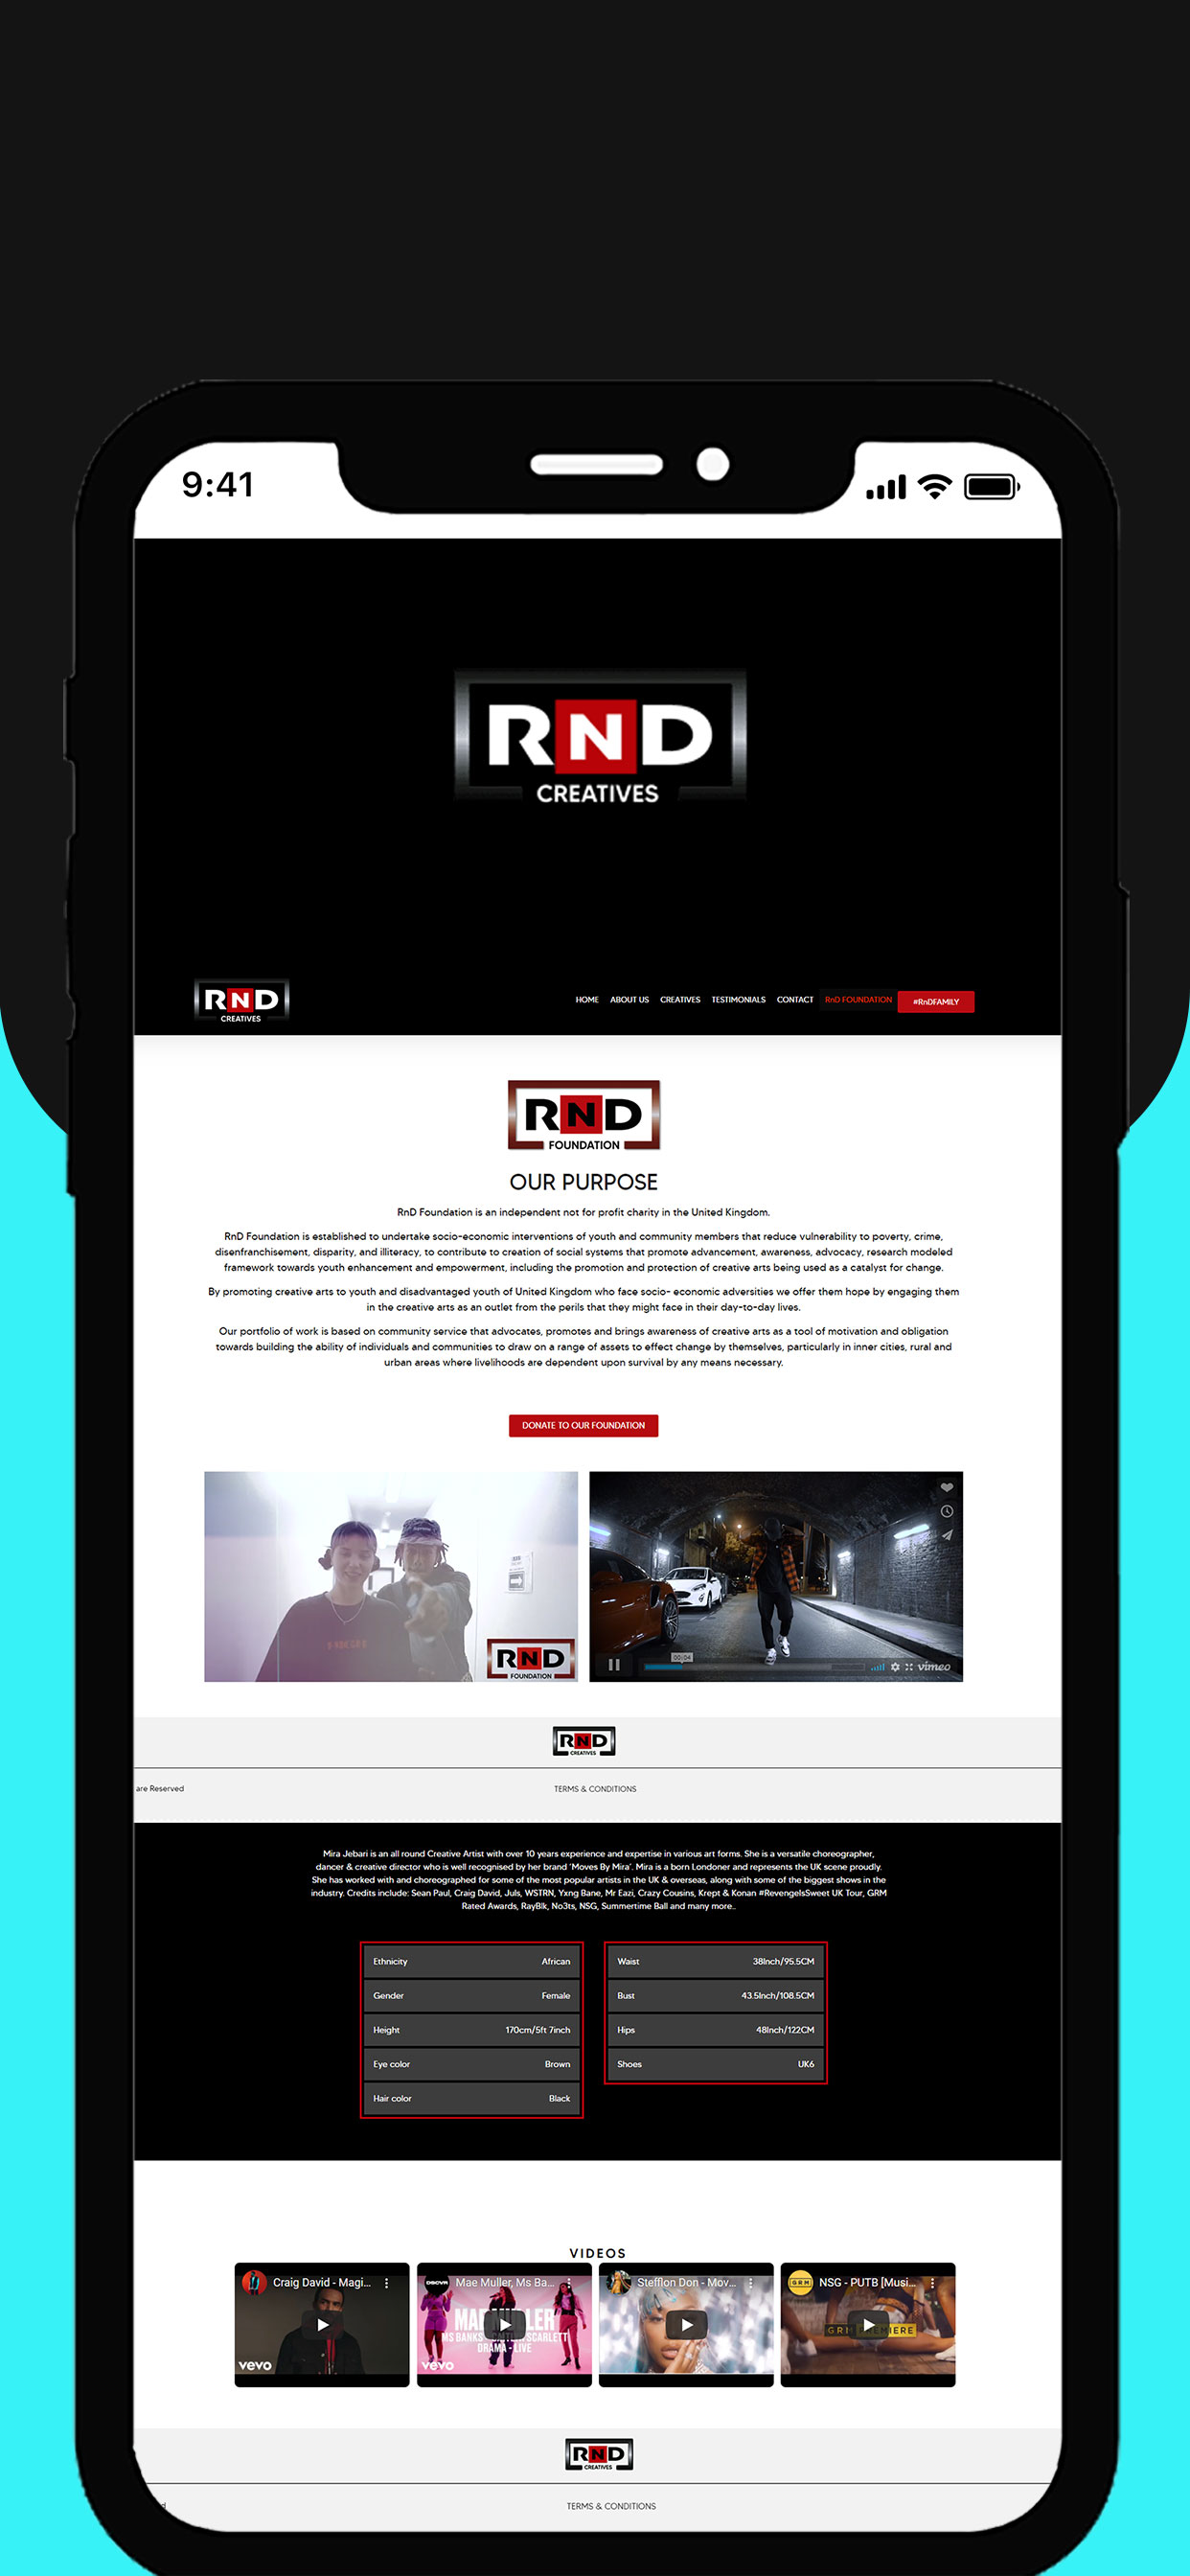 9:41
RND
CREATIVES
RND
CREATIVES
HOME ABOUT US CREATIVES TESTIMONIALS CONTACT RnD FOUNDATION #RnDFAMILY
RND
FOUNDATION
OUR PURPOSE
RnD Foundation is an independent not for profit charity in the United Kingdom.
RnD Foundation is established to undertake socio-economic interventions of youth and community members that reduce vulnerability to poverty, crime,
disenfranchisement, disparity, and illiteracy, to contribute to creation of social systems that promote advancement, awareness, advocacy, research modeled
framework towards youth enhancement and empowerment, including the promotion and protection of creative arts being used as a catalyst for change.
By promoting creative arts to youth and disadvantaged youth of United Kingdom who face socio- economic adversities we offer them hope by engaging them
in the creative arts as an outlet from the perils that they might face in their day-to-day lives.
Our portfolio of work is based on community service that advocates, promotes and brings awareness of creative arts as a tool of motivation and obligation
towards building the ability of individuals and communities to draw on a range of assets to effect change by themselves, particularly in inner cities, rural and
urban areas where livelihoods are dependent upon survival by any means necessary.
DONATE TO OUR FOUNDATION
RND
FOUNDATION
00:04
vimeo
RND
CREATIVES
are Reserved
TERMS & CONDITIONS
Mira Jebari is an all round Creative Artist with over 10 years experience and expertise in various art forms. She is a versatile choreographer,
dancer & creative director who is well recognised by her brand 'Moves By Mira'. Mira is a born Londoner and represents the UK scene proudly.
She has worked with and choreographed for some of the most popular artists in the UK & overseas, along with some of the biggest shows in the
industry. Credits include: Sean Paul, Craig David, Juls, WSTRN, Yxng Bane, Mr Eazi, Crazy Cousins, Krept & Konan #RevengeIsSweet UK Tour, GRM
Rated Awards, RayBlk, No3ts, NSG, Summertime Ball and many more..
Ethnicity African
Gender Female
Height 170cm/5ft 7inch
Eye color Brown
Hair color Black
Waist 38Inch/95.5CM
Bust 43.5Inch/108.5CM
Hips 48Inch/122CM
Shoes UK6
VIDEOS
Craig David - Magi...
vevo
DSCVR
Mae Muller, Ms Ba...
MAE MULLER
MS BANKS
SCARLETT
DRAMA - LIVE
vevo
Stefflon Don - Mov...
GRM
NSG - PUTB [Musi...
GRM PREMIERE
RND
CREATIVES
TERMS & CONDITIONS